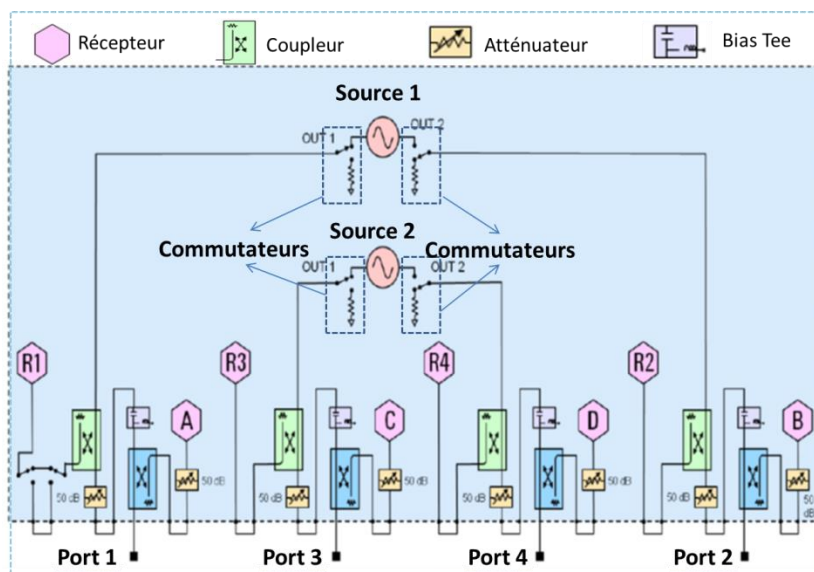 Récepteur Coupleur Atténuateur Bias Tee
Source 1
OUT 1 OUT 2
Commutateurs Source 2 Commutateurs
OUT 1 OUT 2
R1 R3 R4 R2
A C D B
50 dB 50 dB 50 dB 50 dB 50 dB 50 dB 50 dB 50 dB
Port 1 Port 3 Port 4 Port 2